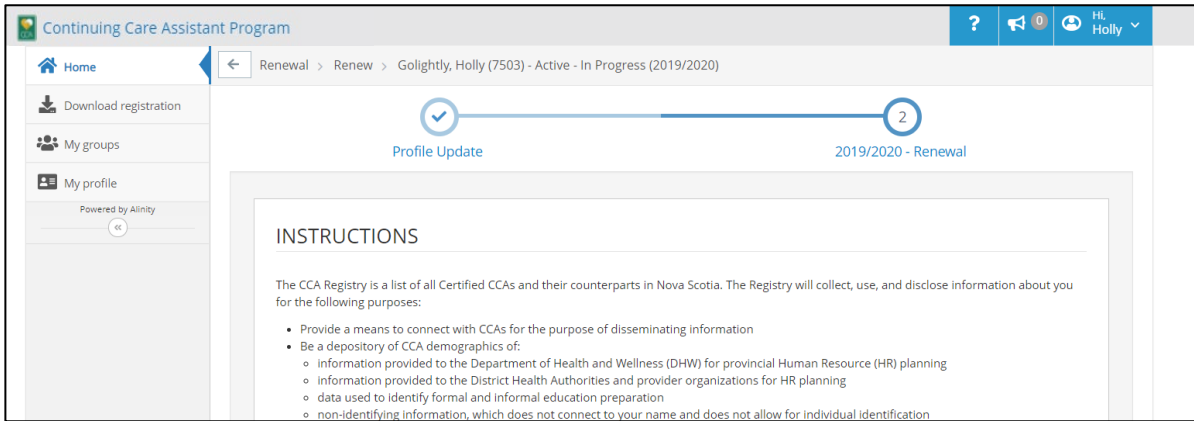 Continuing Care Assistant Program
? 0 Hi,
Holly
Home
Renewal > Renew > Golightly, Holly (7503) - Active - In Progress (2019/2020)
Download registration
My groups
My profile
Powered by Alinity
2
Profile Update
2019/2020 - Renewal
INSTRUCTIONS
The CCA Registry is a list of all Certified CCAs and their counterparts in Nova Scotia. The Registry will collect, use, and disclose information about you
for the following purposes:
• Provide a means to connect with CCAs for the purpose of disseminating information
• Be a depository of CCA demographics of:
◦ information provided to the Department of Health and Wellness (DHW) for provincial Human Resource (HR) planning
◦ information provided to the District Health Authorities and provider organizations for HR planning
◦ data used to identify formal and informal education preparation
◦ non-identifying information, which does not connect to your name and does not allow for individual identification